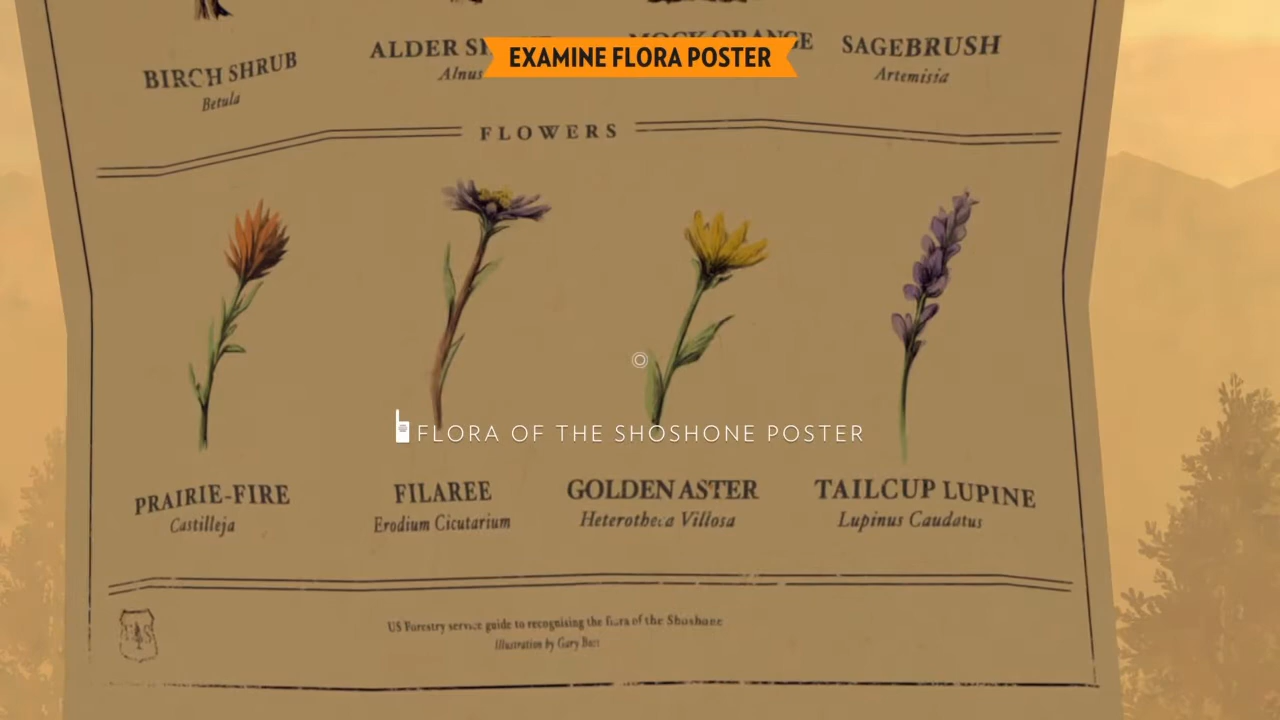 EXAMINE FLORA POSTER
BIRCH SHRUB
Betula
ALDER
Alnus
MOCK ORANGE
SAGEBRUSH
Artemisia
FLOWERS
PRAIRIE-FIRE
Castilleja
FILAREE
Erodium Cicutarium
GOLDEN ASTER
Heterotheca Villosa
TAILCUP LUPINE
Lupinus Caudatus
FLORA OF THE SHOSHONE POSTER
US Forestry service guide to recognising the flora of the Shoshone
Illustration by Gary